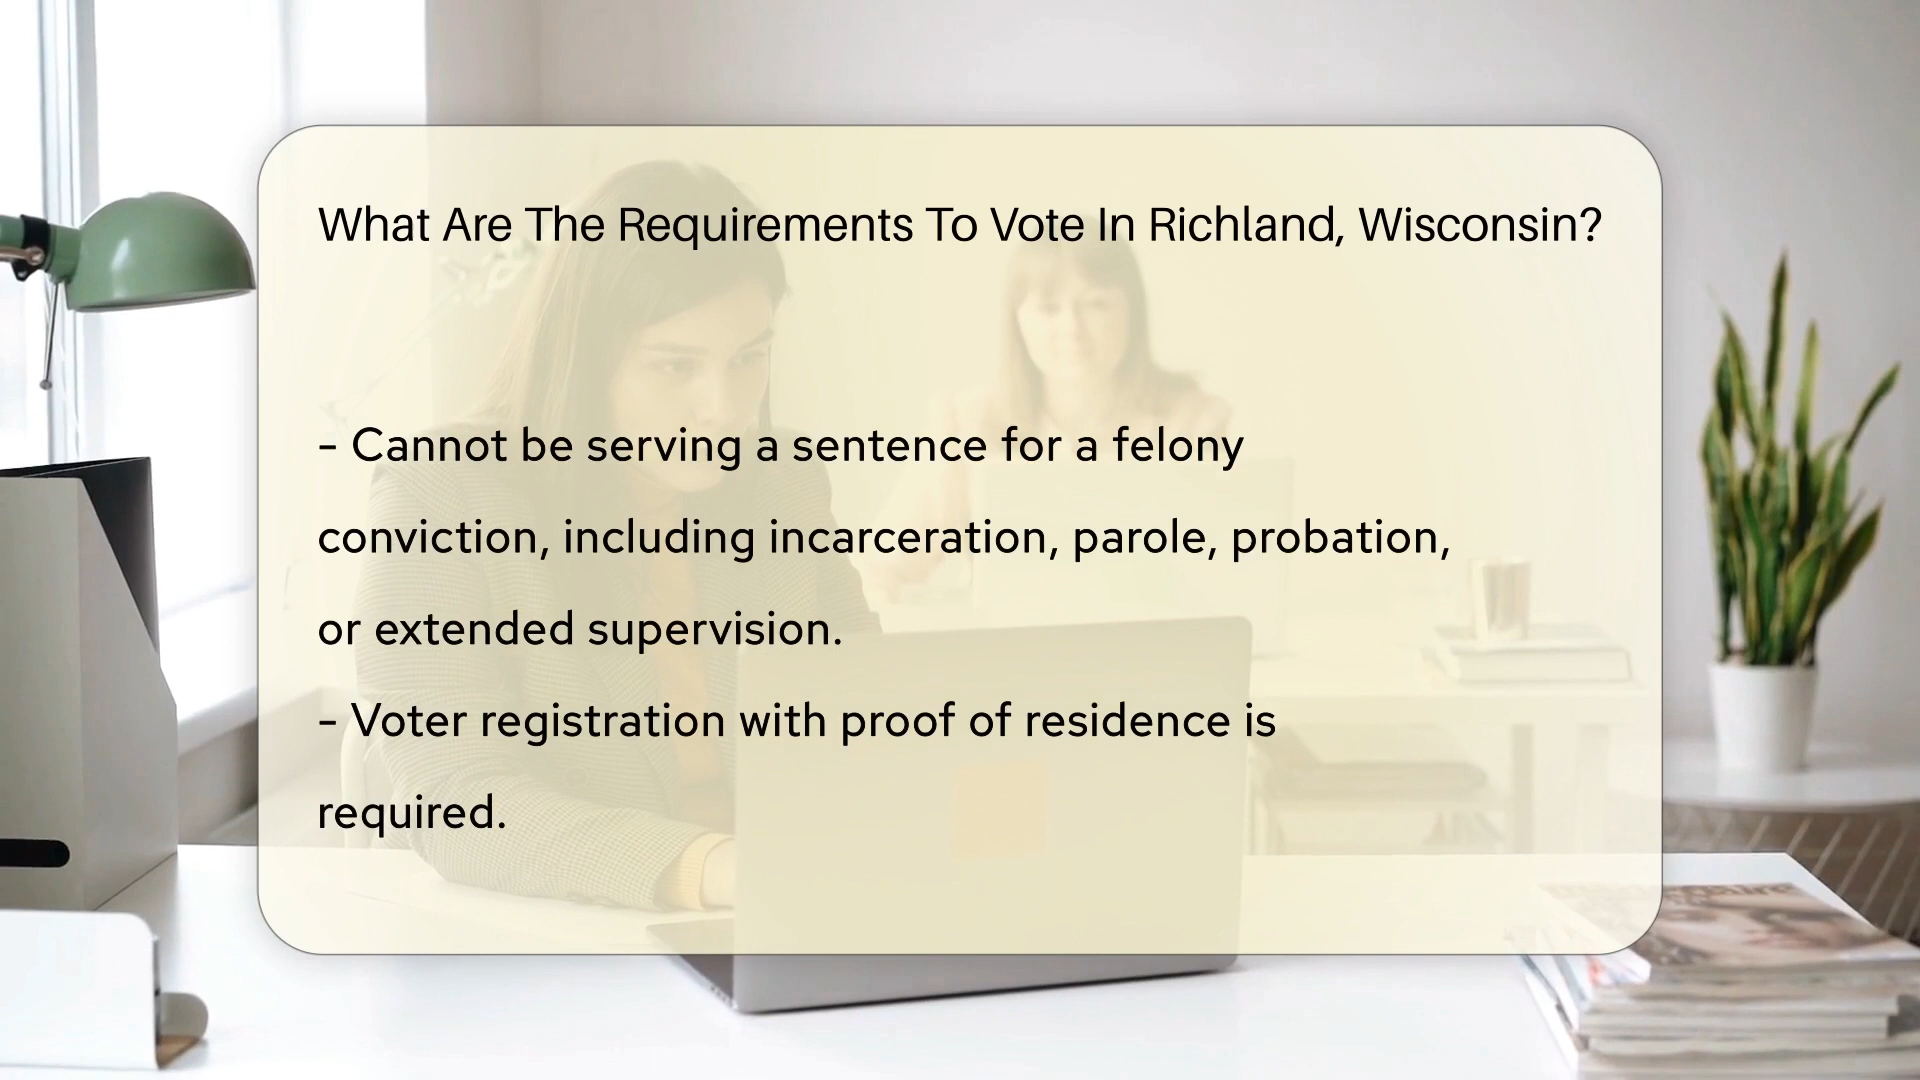 What Are The Requirements To Vote In Richland, Wisconsin?
- Cannot be serving a sentence for a felony
conviction, including incarceration, parole, probation,
or extended supervision.
- Voter registration with proof of residence is
required.